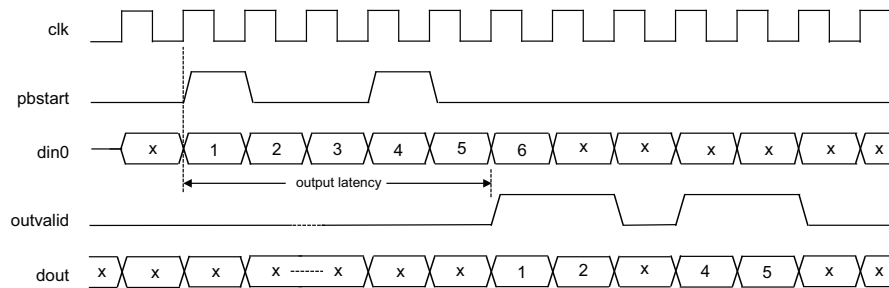 clk
pbstart
din0 x 1 2 3 4 5 6 x x x x x x
output latency
outvalid
dout x x x x x x x 1 2 x 4 5 x x